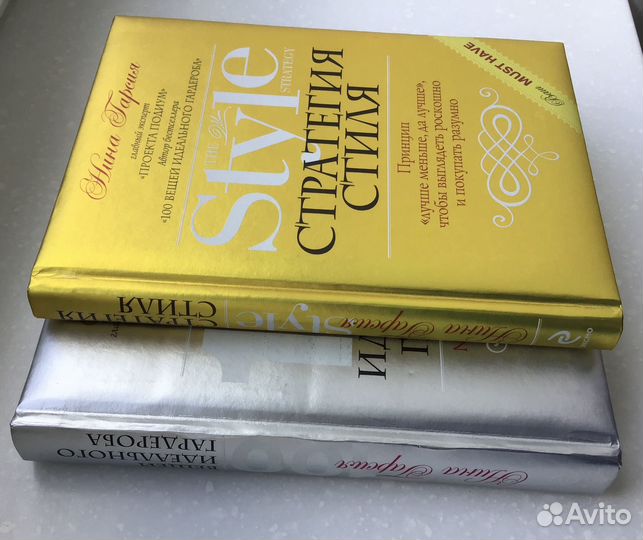 Нина Гарсия
главный эксперт
«ПРОЕКТА ПОДИУМ»
Автор бестселлера
«100 ВЕЩЕЙ ИДЕАЛЬНОГО ГАРДЕРОБА»
THE
Style
STRATEGY
СТРАТЕГИЯ
СТИЛЯ
Принцип
«лучше меньше, да лучше»,
чтобы выглядеть роскошно
и покупать разумно
MUST HAVE
СТРАТЕГИЯ
СТИЛЯ
Style
Нина Гарсия
ЭКСМО
ВЕЩЕЙ
ИДЕАЛЬНОГО
ГАРДЕРОБА
Нина Гарсия
Avito